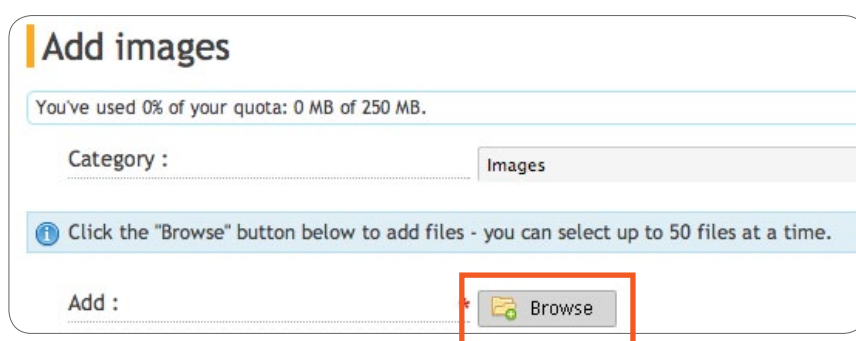 Add images
You've used 0% of your quota: 0 MB of 250 MB.
Category :
Images
Click the "Browse" button below to add files - you can select up to 50 files at a time.
Add :
* Browse